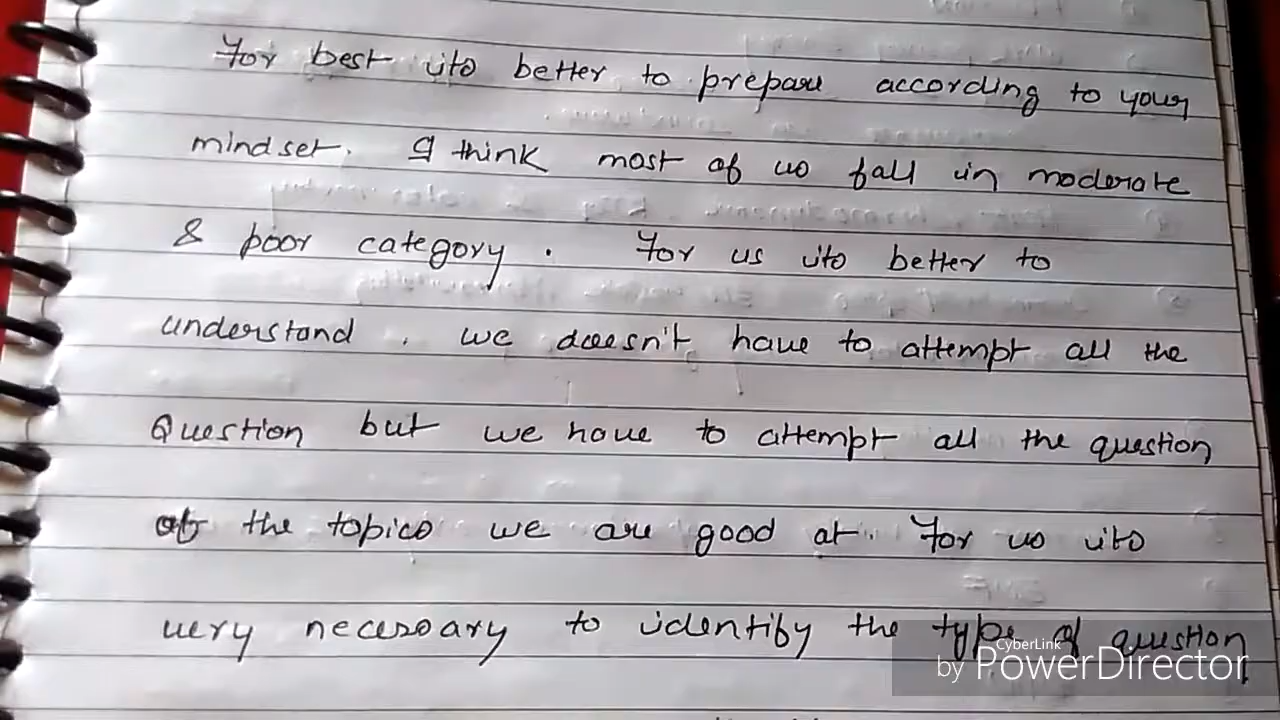 For best its better to prepare according to your
mindset. I think most of us fall in moderate
& poor category. For us its better to
understand. we doesn't have to attempt all the
Question but we have to attempt all the question
of the topics we are good at. For us its
very necessary to identify the type of question
CyberLink
by PowerDirector